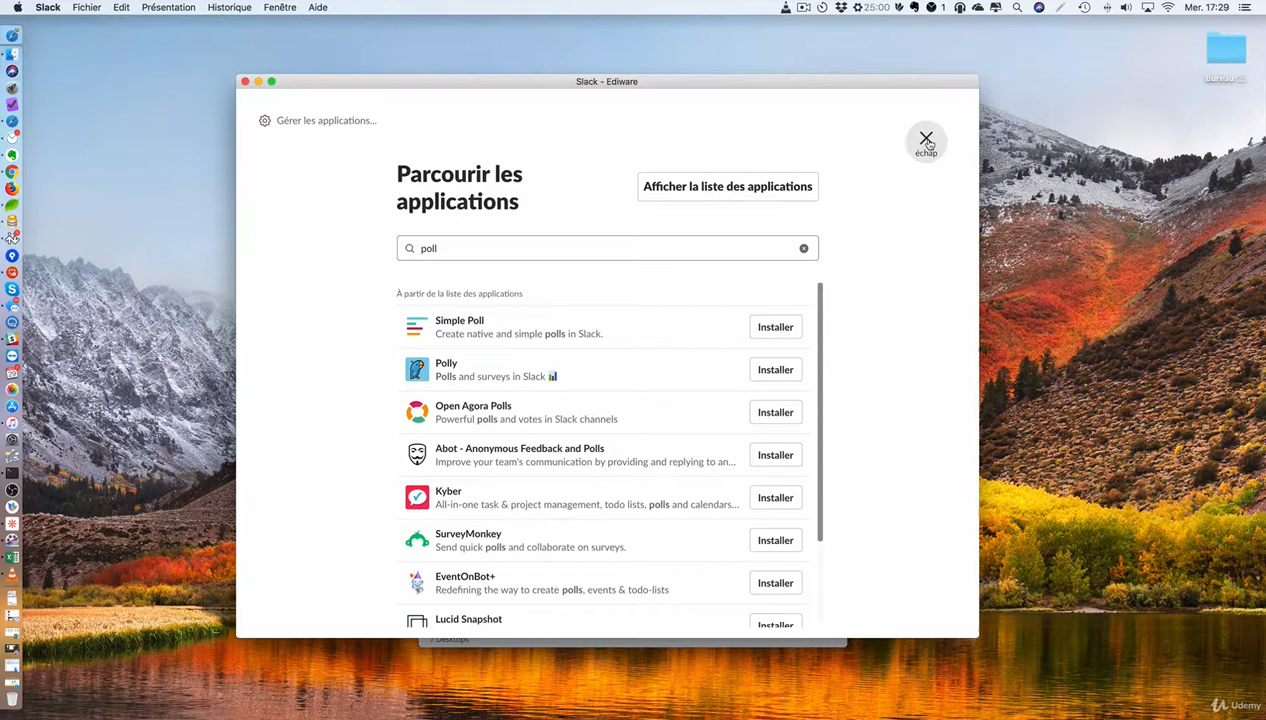 Slack Fichier Edit Présentation Historique Fenêtre Aide 25:00 1 Mer. 17:29
Bureau
Slack - Ediware
Gérer les applications...
échap
Parcourir les
applications
Afficher la liste des applications
poll
À partir de la liste des applications
Simple Poll
Create native and simple polls in Slack.
Installer
Polly
Polls and surveys in Slack
Installer
Open Agora Polls
Powerful polls and votes in Slack channels
Installer
Abot - Anonymous Feedback and Polls
Improve your team's communication by providing and replying to an...
Installer
Kyber
All-in-one task & project management, todo lists, polls and calendars...
Installer
SurveyMonkey
Send quick polls and collaborate on surveys.
Installer
EventOnBot+
Redefining the way to create polls, events & todo-lists
Installer
Lucid Snapshot
Installer
7 Desktops
Udemy